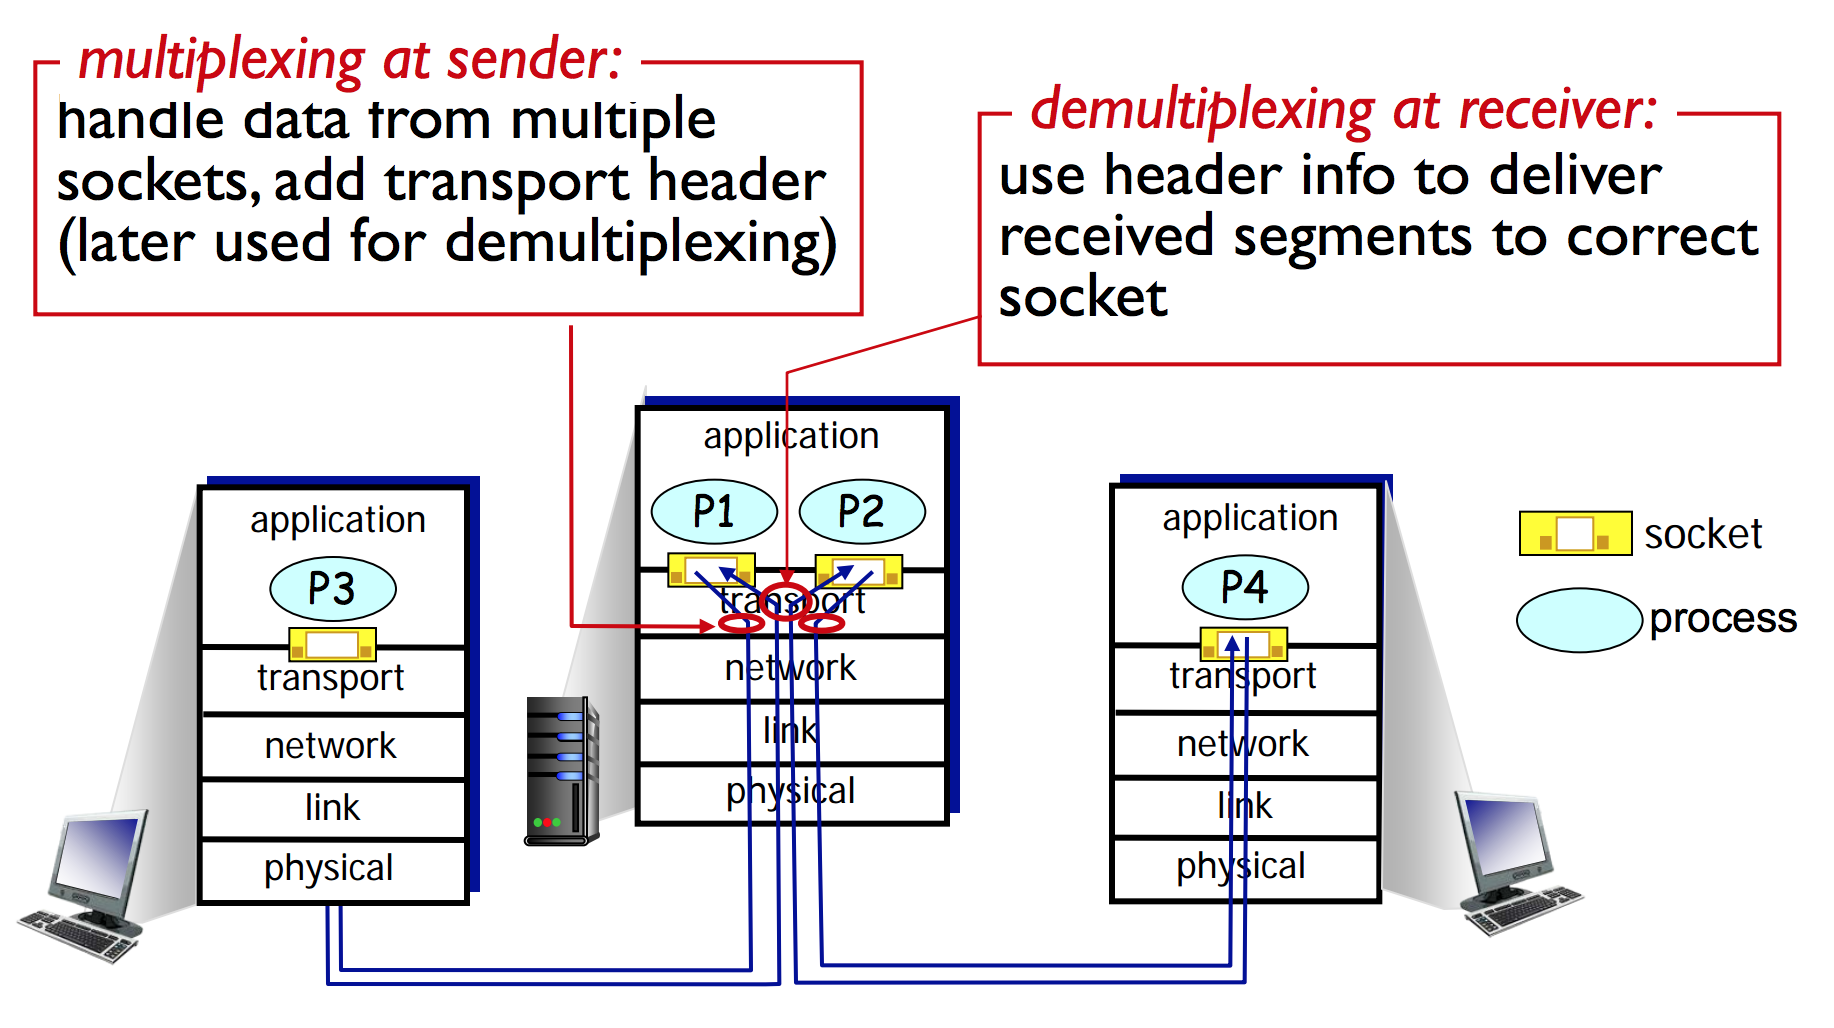 multiplexing at sender:
handle data from multiple
sockets, add transport header
(later used for demultiplexing)
demultiplexing at receiver:
use header info to deliver
received segments to correct
socket
application
P3
transport
network
link
physical
application
P1 P2
transport
network
link
physical
application
P4
transport
network
link
physical
socket
process